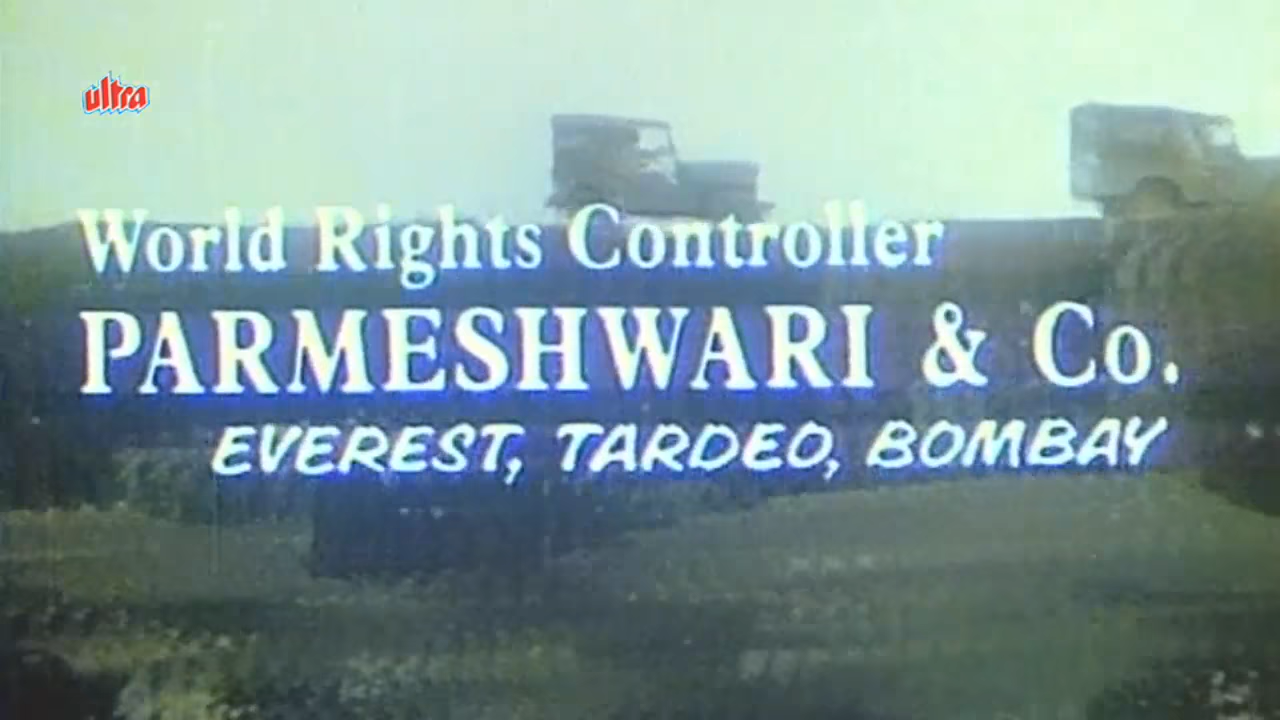 ultra
World Rights Controller
PARMESHWARI & Co.
EVEREST, TARDEO, BOMBAY